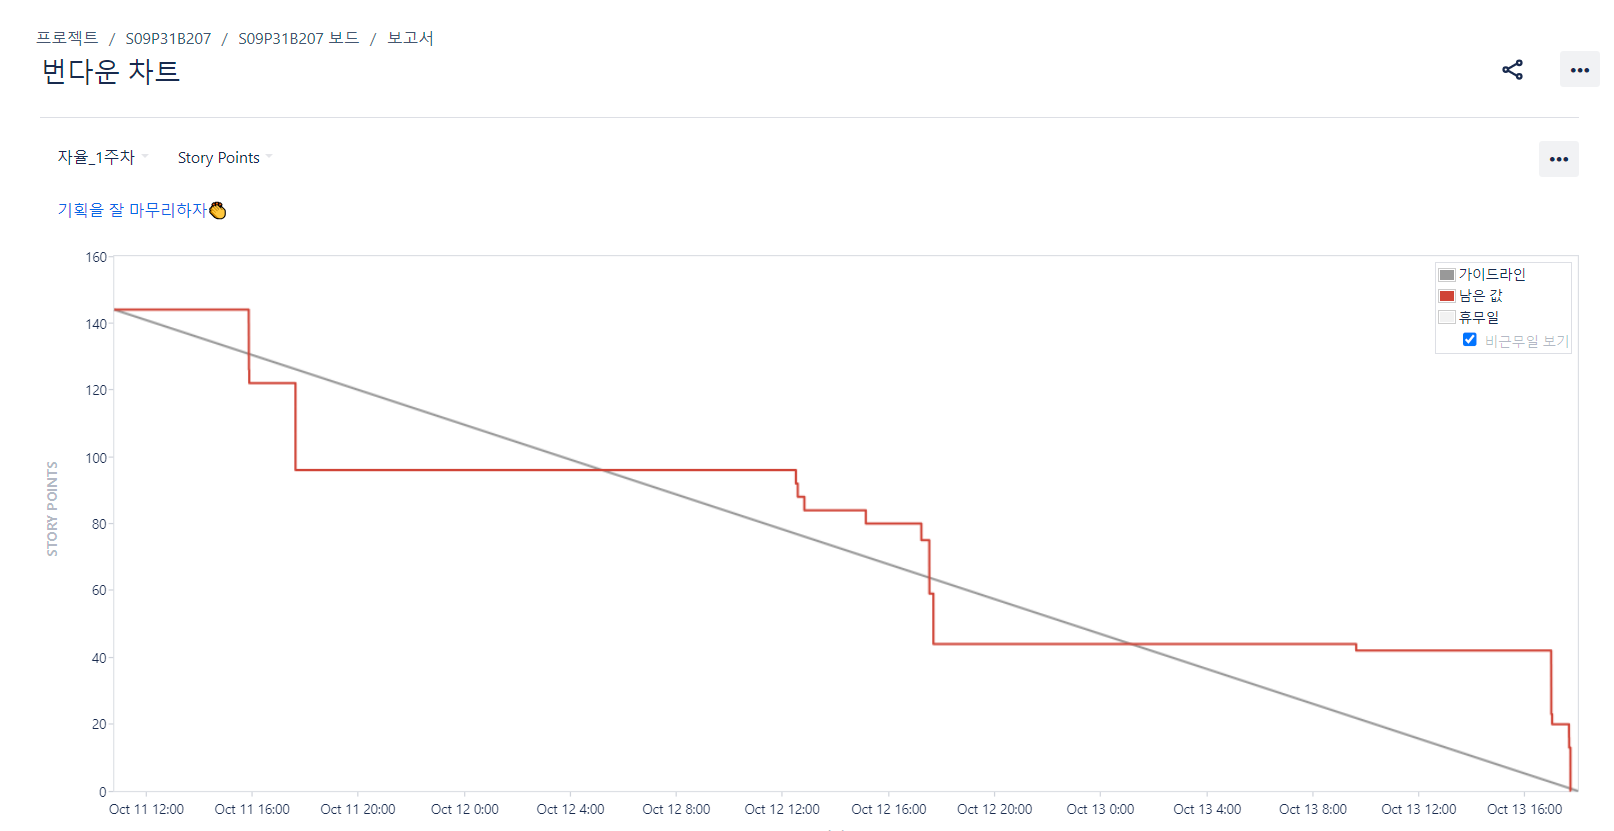 프로젝트 / S09P31B207 / S09P31B207 보드 / 보고서
번다운 차트
자율_1주차 Story Points
기획을 잘 마무리하자👏
160
140
120
100
80
60
40
20
0
STORY POINTS
가이드라인
남은 값
휴무일
비근무일 보기
Oct 11 12:00 Oct 11 16:00 Oct 11 20:00 Oct 12 0:00 Oct 12 4:00 Oct 12 8:00 Oct 12 12:00 Oct 12 16:00 Oct 12 20:00 Oct 13 0:00 Oct 13 4:00 Oct 13 8:00 Oct 13 12:00 Oct 13 16:00